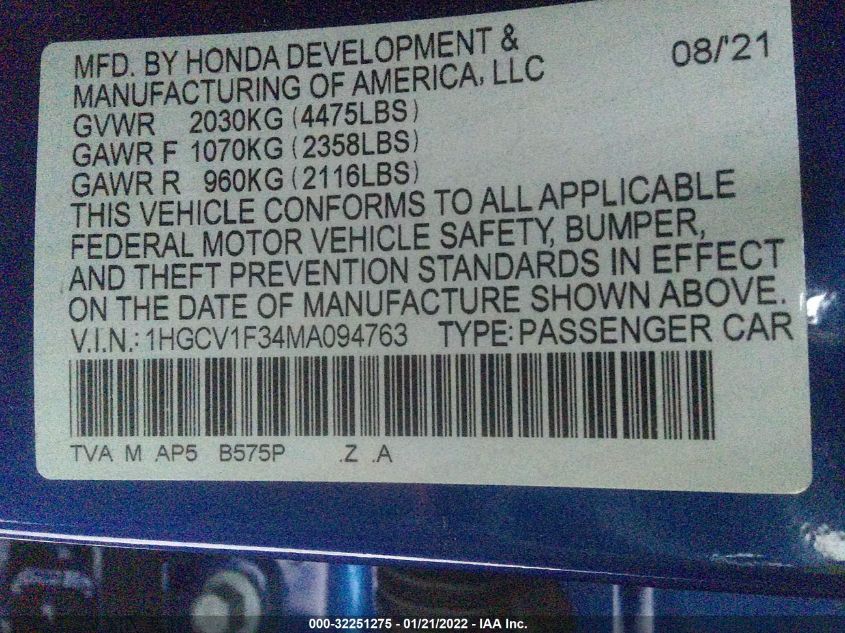 MFD. BY HONDA DEVELOPMENT & 08/'21
MANUFACTURING OF AMERICA, LLC
GVWR 2030KG (4475LBS)
GAWR F 1070KG (2358LBS)
GAWR R 960KG (2116LBS)
THIS VEHICLE CONFORMS TO ALL APPLICABLE
FEDERAL MOTOR VEHICLE SAFETY, BUMPER,
AND THEFT PREVENTION STANDARDS IN EFFECT
ON THE DATE OF MANUFACTURE SHOWN ABOVE.
V.I.N.: 1HGCV1F34MA094763 TYPE: PASSENGER CAR
TVA M AP5 B575P .Z .A
000-32251275 - 01/21/2022 - IAA Inc.